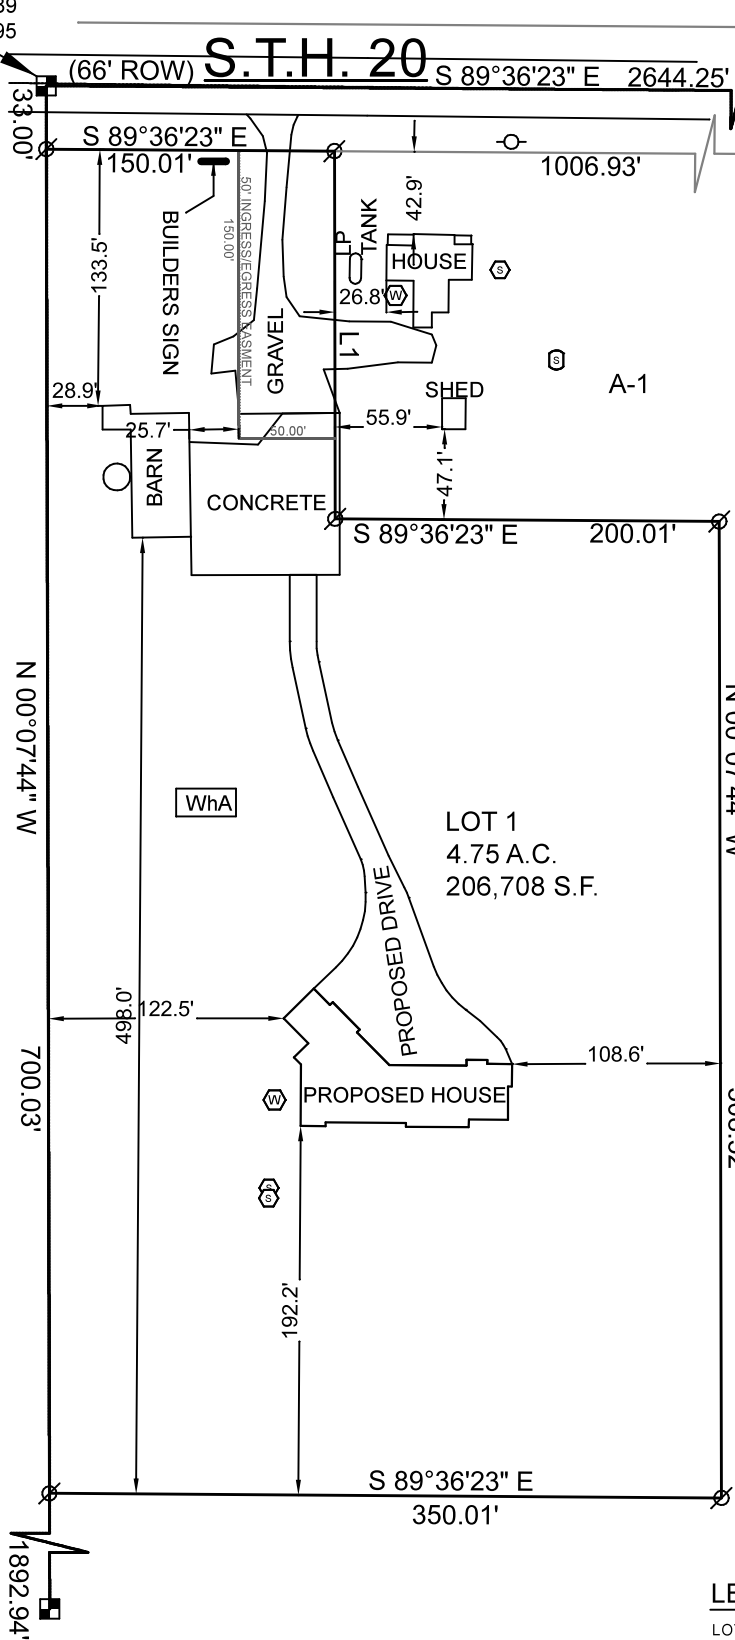 (66' ROW) S.T.H. 20 S 89°36'23" E 2644.25'
33.00'
S 89°36'23" E
150.01'
1006.93'
42.9'
LP
TANK
HOUSE
W
S
26.8'
133.5'
BUILDERS SIGN
50' INGRESS/EGRESS EASMENT
150.00'
GRAVEL
L1
S
A-1
SHED
28.9'
25.7'
50.00'
55.9'
47.1'
BARN
CONCRETE
S 89°36'23" E
200.01'
N 00°07'44" W
WhA
LOT 1
4.75 A.C.
206,708 S.F.
PROPOSED DRIVE
498.0'
122.5'
108.6'
700.03'
W
PROPOSED HOUSE
S
S
192.2'
S 89°36'23" E
350.01'
1892.94'